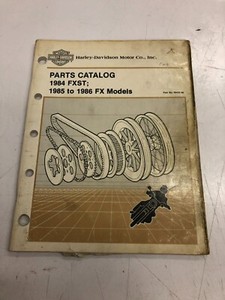 Harley-Davidson Motor Co., Inc.
PARTS CATALOG
1984 FXST;
1985 to 1986 FX Models